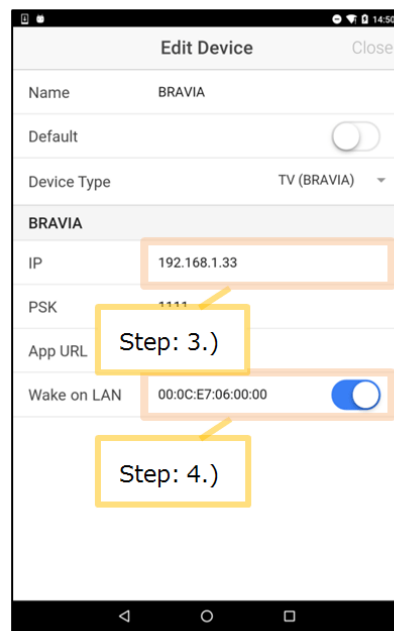 14:50
Edit Device Close
Name BRAVIA
Default
Device Type TV (BRAVIA)
BRAVIA
IP 192.168.1.33
PSK 1111
Step: 3.)
App URL
Wake on LAN 00:0C:E7:06:00:00
Step: 4.)